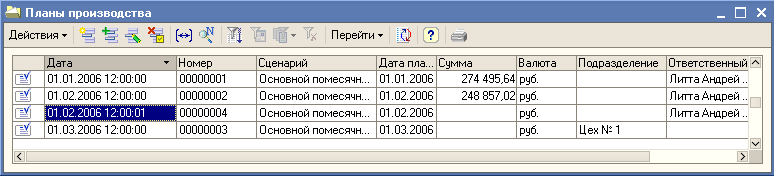 Планы производства
Действия Перейти ?
Дата Номер Сценарий Дата пла... Сумма Валюта Подразделение Ответственный
01.01.2006 12:00:00 00000001 Основной помесячн... 01.01.2006 274 495,64 руб. Литта Андрей ..
01.02.2006 12:00:00 00000002 Основной помесячн... 01.02.2006 248 857,02 руб. Литта Андрей ..
01.02.2006 12:00:01 00000004 Основной помесячн... 01.02.2006 руб. Литта Андрей ..
01.03.2006 12:00:00 00000003 Основной помесячн... 01.03.2006 руб. Цех № 1